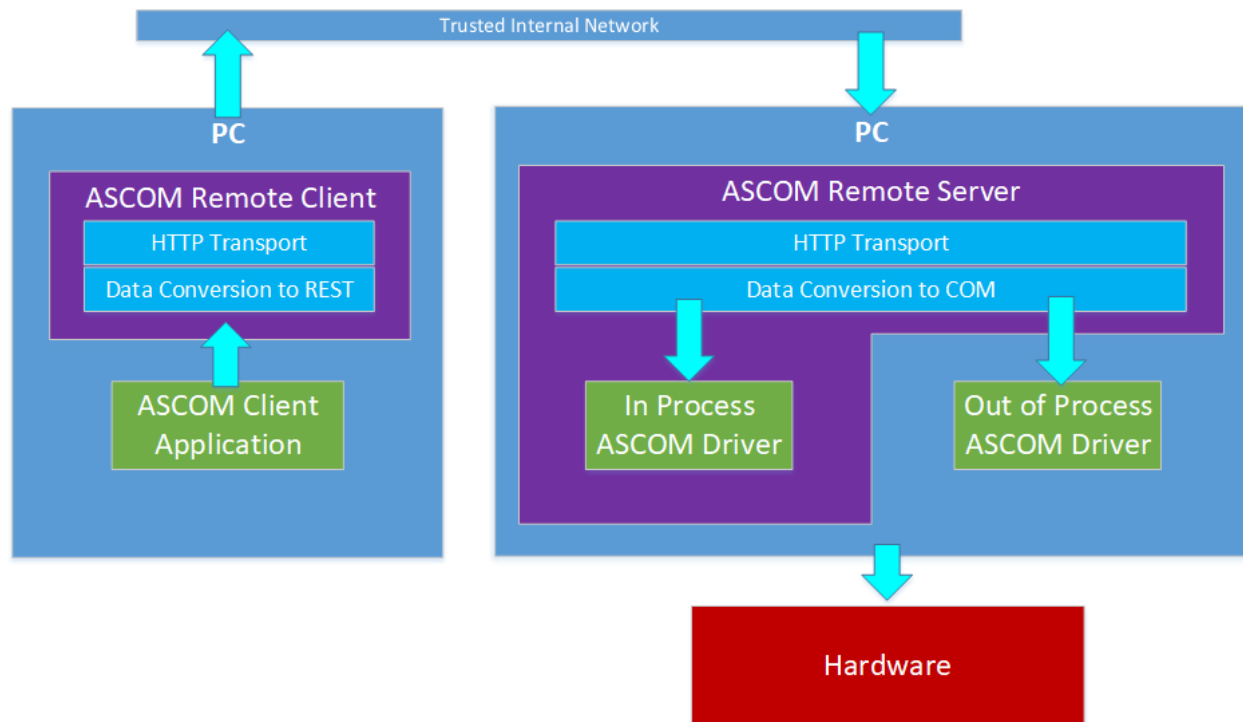 Trusted Internal Network
PC
ASCOM Remote Client
HTTP Transport
Data Conversion to REST
ASCOM Client
Application
PC
ASCOM Remote Server
HTTP Transport
Data Conversion to COM
In Process
ASCOM Driver
Out of Process
ASCOM Driver
Hardware